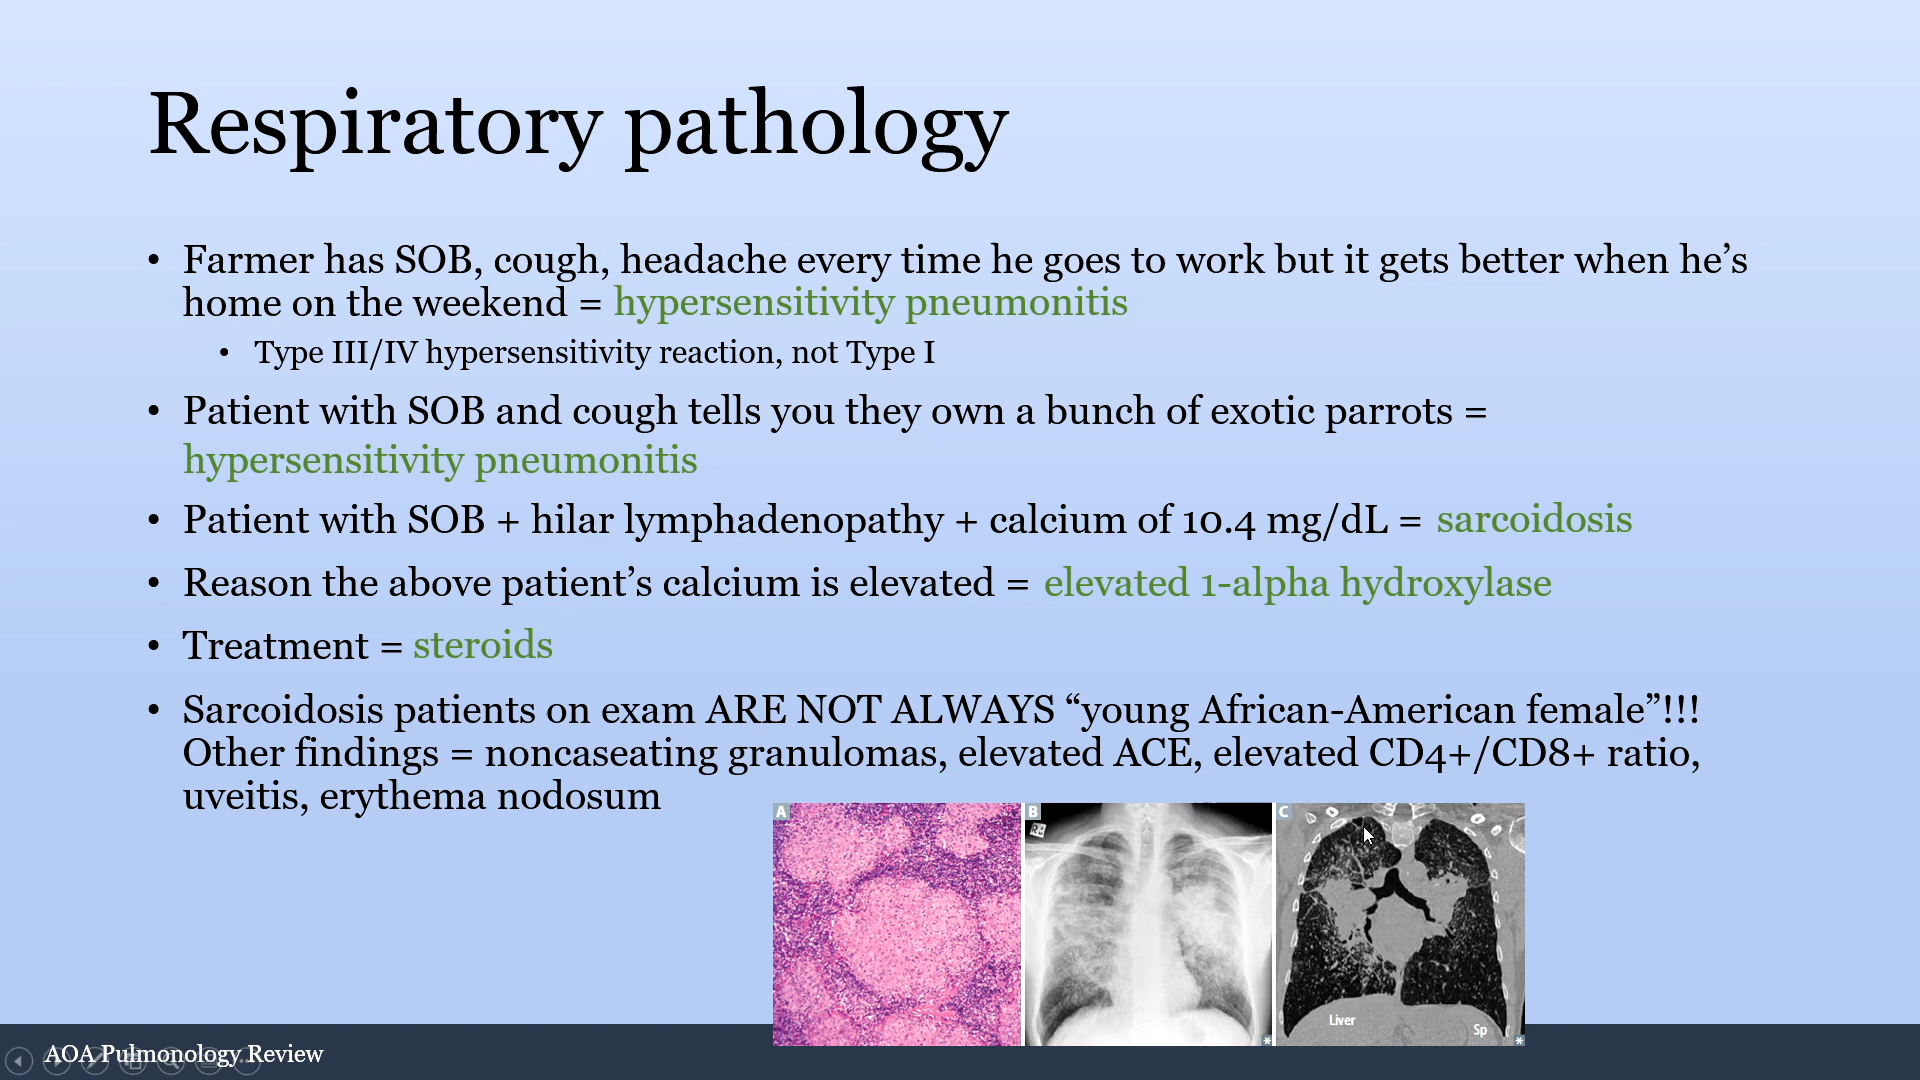 Respiratory pathology
• Farmer has SOB, cough, headache every time he goes to work but it gets better when he’s
home on the weekend = hypersensitivity pneumonitis
• Type III/IV hypersensitivity reaction, not Type I
• Patient with SOB and cough tells you they own a bunch of exotic parrots =
hypersensitivity pneumonitis
• Patient with SOB + hilar lymphadenopathy + calcium of 10.4 mg/dL = sarcoidosis
• Reason the above patient’s calcium is elevated = elevated 1-alpha hydroxylase
• Treatment = steroids
• Sarcoidosis patients on exam ARE NOT ALWAYS “young African-American female”!!!
Other findings = noncaseating granulomas, elevated ACE, elevated CD4+/CD8+ ratio,
uveitis, erythema nodosum
A
B
C
Liver
Sp
*
*
AOA Pulmonology Review